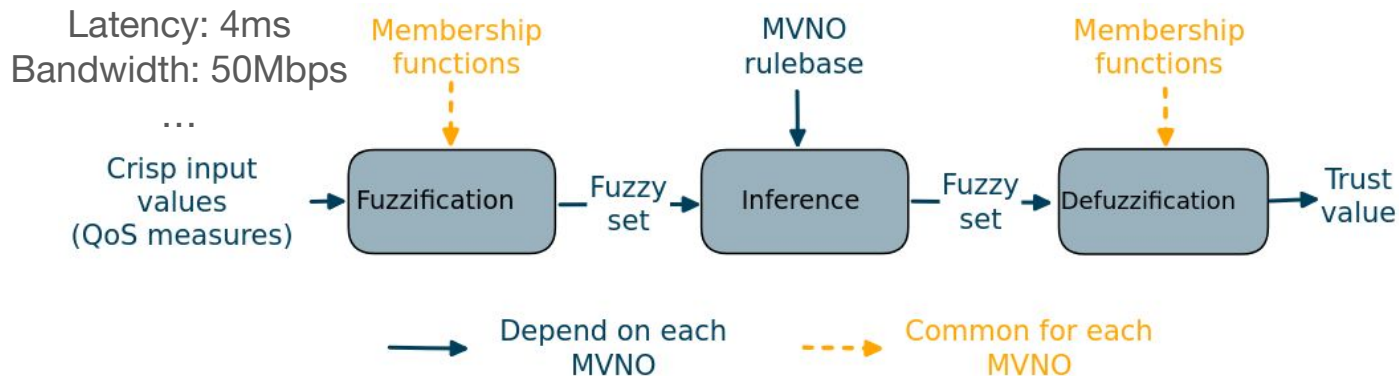 Latency: 4ms
Bandwidth: 50Mbps
...
Membership
functions
MVNO
rulebase
Membership
functions
Crisp input
values
(QoS measures)
Fuzzification
Fuzzy
set
Inference
Fuzzy
set
Defuzzification
Trust
value
Depend on each
MVNO
Common for each
MVNO